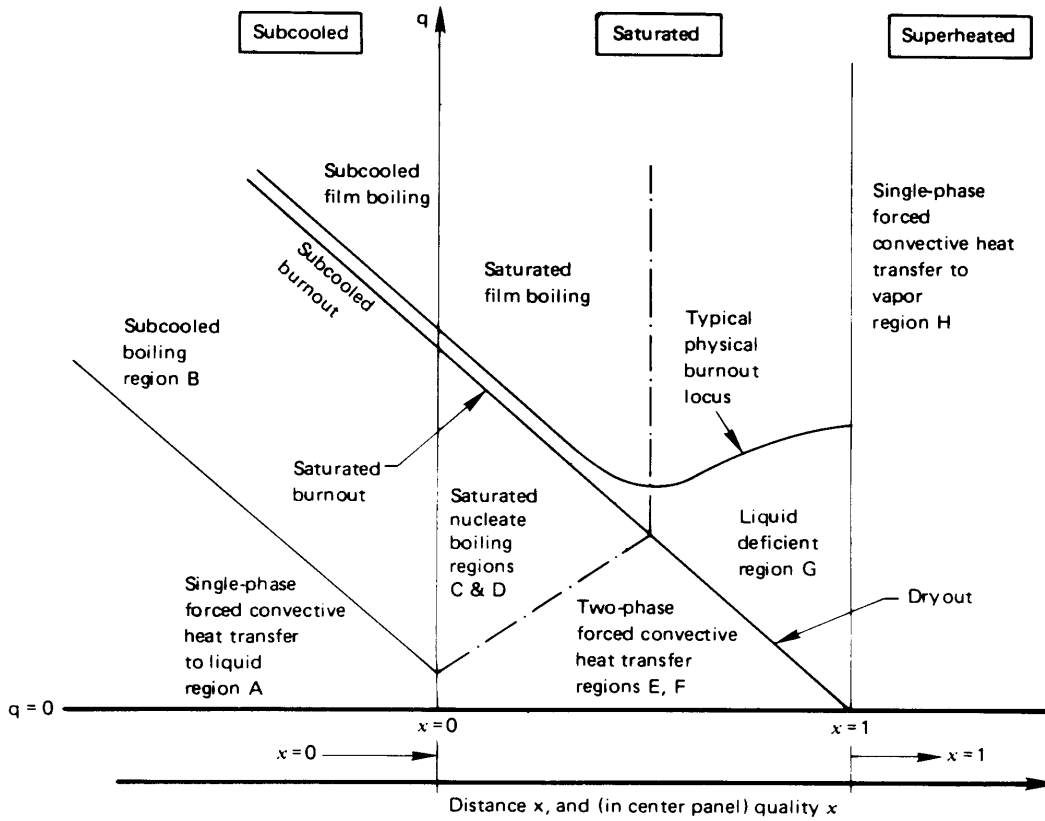 q
Subcooled
Saturated
Superheated
Subcooled
film boiling
Subcooled
burnout
Saturated
film boiling
Single-phase
forced
convective heat
transfer to
vapor
region H
Typical
physical
burnout
locus
Subcooled
boiling
region B
Saturated
burnout
Saturated
nucleate
boiling
regions
C & D
Liquid
deficient
region G
Single-phase
forced convective
heat transfer
to liquid
region A
Two-phase
forced convective
heat transfer
regions E, F
Dryout
q = 0
x = 0
x = 1
x = 0
x = 1
Distance x, and (in center panel) quality x